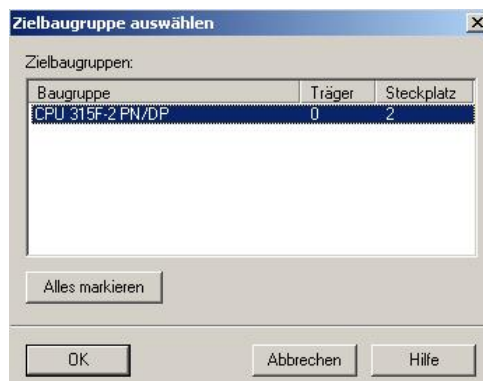 Zielbaugruppe auswählen
Zielbaugruppen:
Baugruppe Träger Steckplatz
CPU 315F-2 PN/DP 0 2
Alles markieren
OK Abbrechen Hilfe